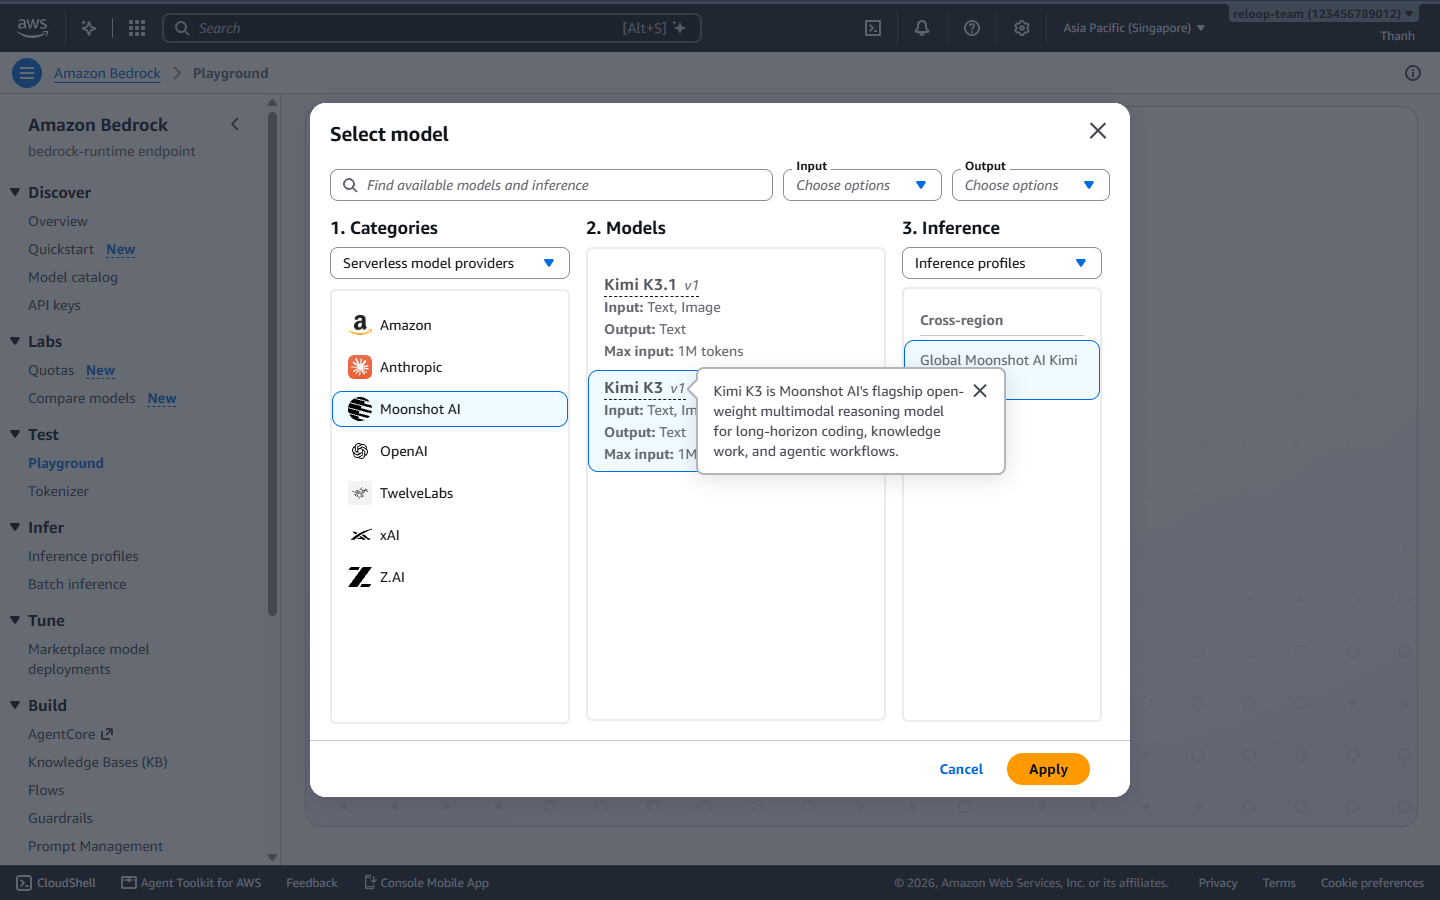 aws
Search
[Alt+S]
Asia Pacific (Singapore)
reloop-team (123456789012)
Thanh
Amazon Bedrock
Playground
Amazon Bedrock
bedrock-runtime endpoint
Discover
Overview
Quickstart New
Model catalog
API keys
Labs
Quotas New
Compare models New
Test
Playground
Tokenizer
Infer
Inference profiles
Batch inference
Tune
Marketplace model
deployments
Build
AgentCore
Knowledge Bases (KB)
Flows
Guardrails
Prompt Management
Select model
Find available models and inference
Input
Choose options
Output
Choose options
1. Categories
Serverless model providers
Amazon
Anthropic
Moonshot AI
OpenAI
TwelveLabs
xAI
Z.AI
2. Models
Kimi K3.1 v1
Input: Text, Image
Output: Text
Max input: 1M tokens
Kimi K3 v1
Input: Text, Im
Output: Text
Max input: 1M
Kimi K3 is Moonshot AI's flagship open-
weight multimodal reasoning model
for long-horizon coding, knowledge
work, and agentic workflows.
3. Inference
Inference profiles
Cross-region
Global Moonshot AI Kimi
Cancel
Apply
CloudShell
Agent Toolkit for AWS
Feedback
Console Mobile App
© 2026, Amazon Web Services, Inc. or its affiliates.
Privacy
Terms
Cookie preferences